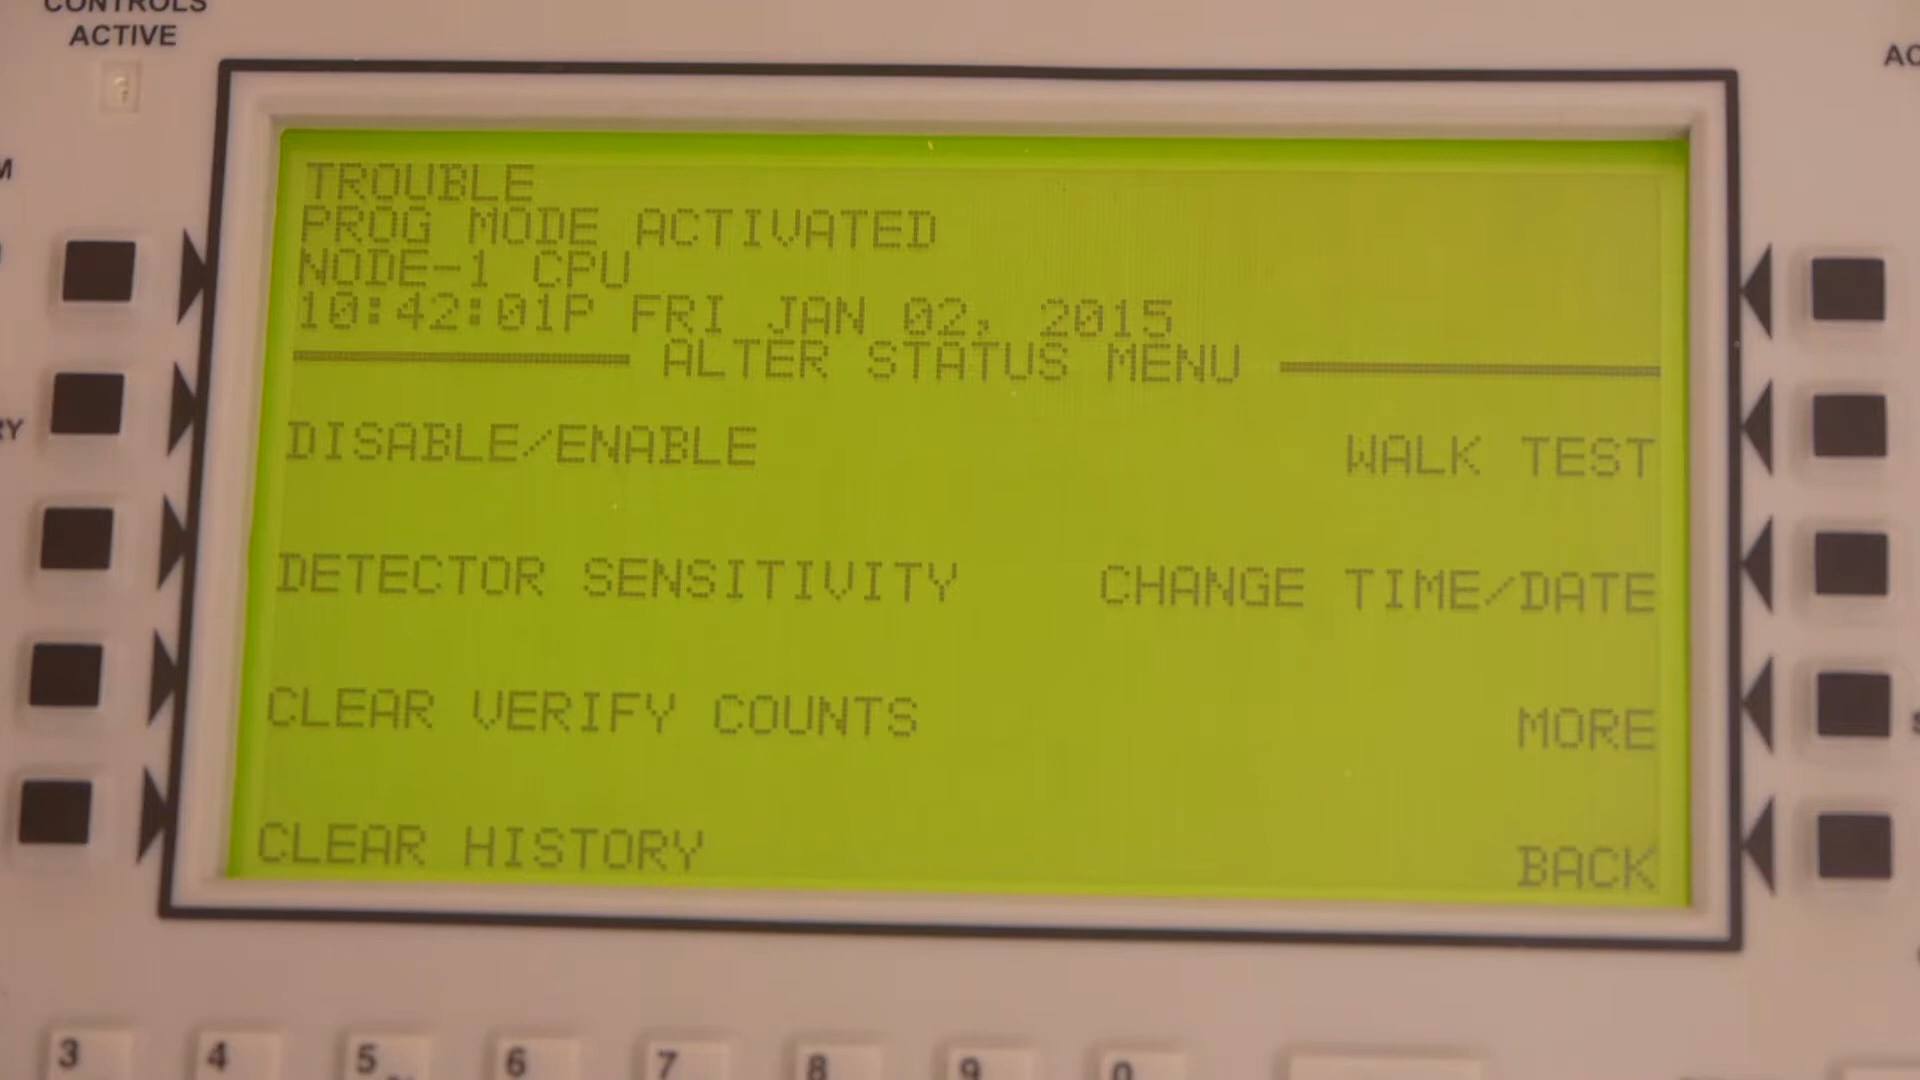 CONTROLS
ACTIVE
TROUBLE
PROG MODE ACTIVATED
NODE-1 CPU
10:42:01P FRI JAN 02, 2015
ALTER STATUS MENU
DISABLE/ENABLE WALK TEST
DETECTOR SENSITIVITY CHANGE TIME/DATE
CLEAR VERIFY COUNTS MORE
CLEAR HISTORY BACK
3 4 5 6 7 8 9 0